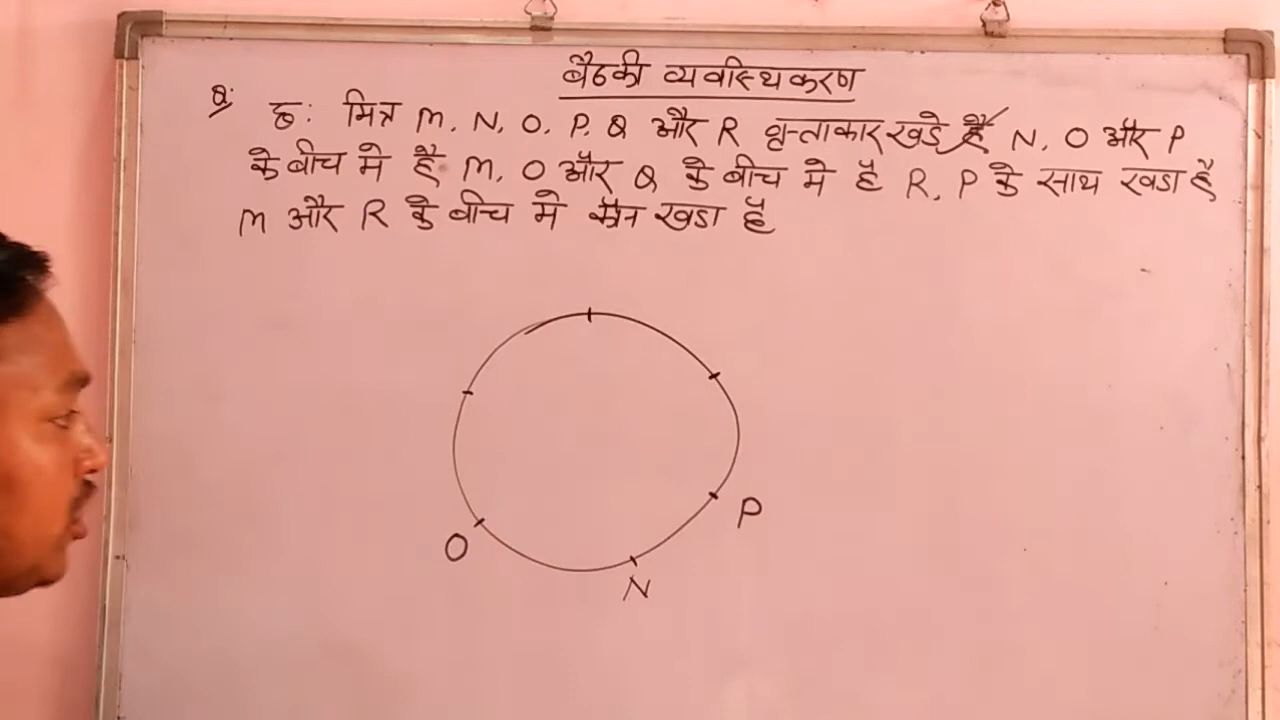 बैठकी व्यवस्थिकरण
Q: छ: मित्र M, N, O, P, Q और R वृत्ताकार खडे है N, O और P
के बीच मे है M, O और Q के बीच मे है R, P के साथ खडा है
M और R के बीच मे कौन खडा है
P
O
N